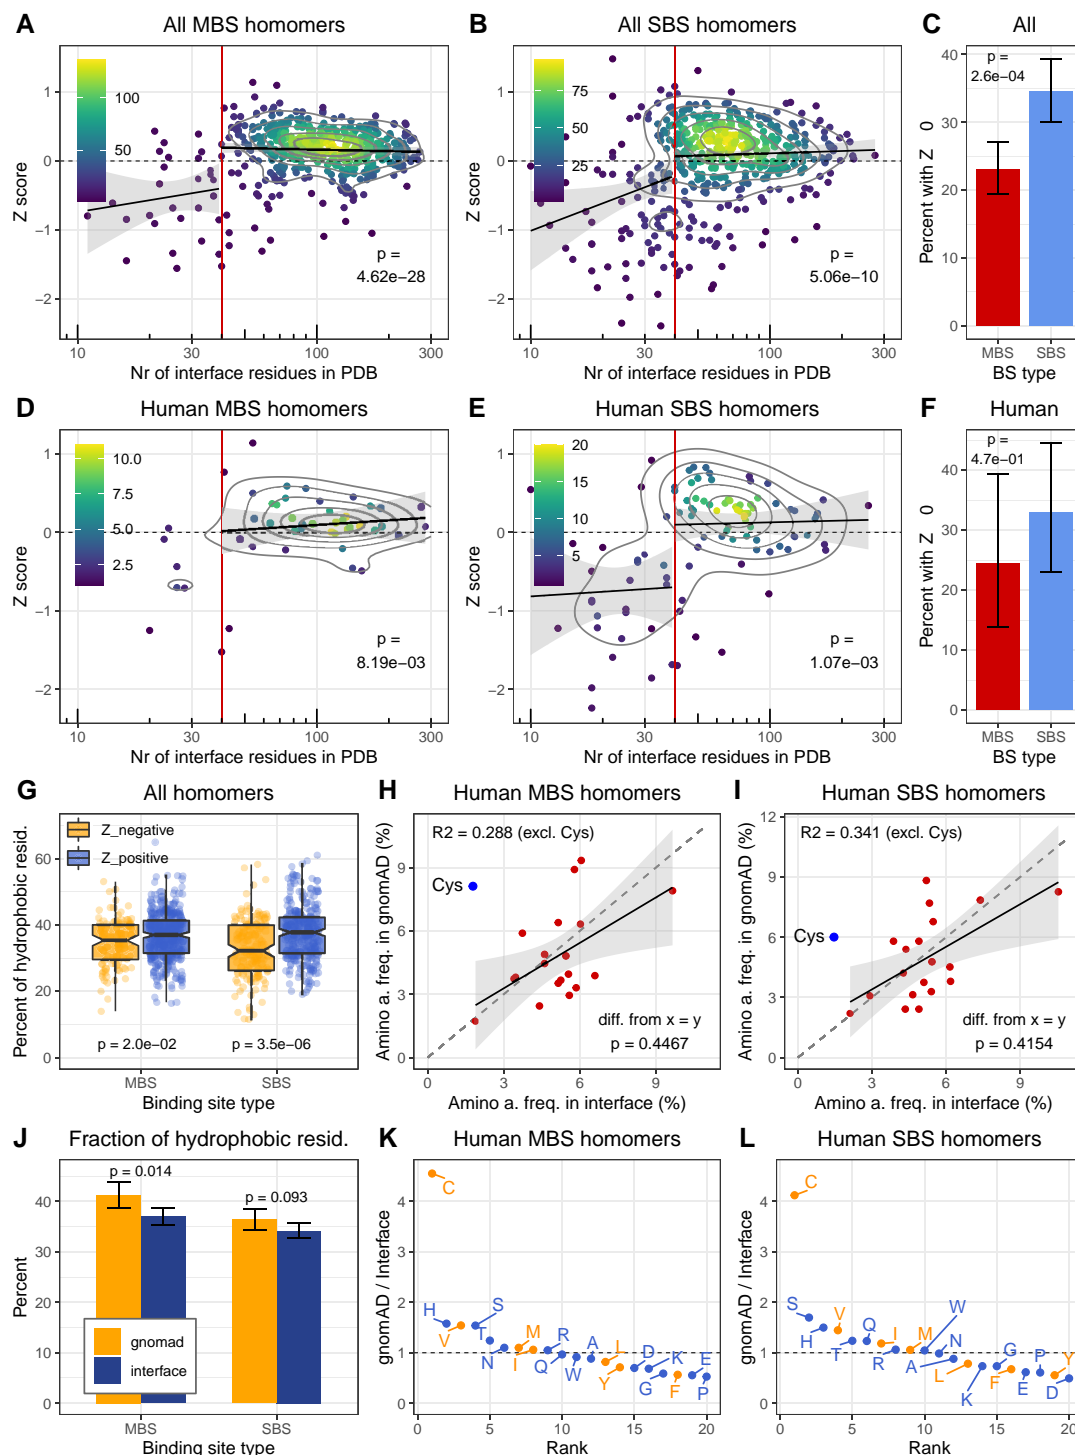 A
All MBS homomers
Z score
1
0
−1
−2
100
50
p =
4.62e−28
10
30
100
300
Nr of interface residues in PDB
B
All SBS homomers
Z score
1
0
−1
−2
75
50
25
p =
5.06e−10
10
30
100
300
Nr of interface residues in PDB
C
All
Percent with Z 0
40
30
20
10
0
p =
2.6e−04
MBS
SBS
BS type
D
Human MBS homomers
Z score
1
0
−1
−2
10.0
7.5
5.0
2.5
p =
8.19e−03
10
30
100
300
Nr of interface residues in PDB
E
Human SBS homomers
Z score
1
0
−1
−2
20
15
10
5
p =
1.07e−03
10
30
100
300
Nr of interface residues in PDB
F
Human
Percent with Z 0
40
30
20
10
0
p =
4.7e−01
MBS
SBS
BS type
G
All homomers
Percent of hydrophobic resid.
60
40
20
0
Z_negative
Z_positive
p = 2.0e−02
p = 3.5e−06
MBS
SBS
Binding site type
H
Human MBS homomers
Amino a. freq. in gnomAD (%)
9
6
3
0
R2 = 0.288 (excl. Cys)
Cys
diff. from x = y
p = 0.4467
0
3
6
9
Amino a. freq. in interface (%)
I
Human SBS homomers
Amino a. freq. in gnomAD (%)
12
9
6
3
0
R2 = 0.341 (excl. Cys)
Cys
diff. from x = y
p = 0.4154
0
3
6
9
Amino a. freq. in interface (%)
J
Fraction of hydrophobic resid.
Percent
40
30
20
10
0
p = 0.014
p = 0.093
gnomad
interface
MBS
SBS
Binding site type
K
Human MBS homomers
gnomAD / Interface
4
3
2
1
0
C
H
V
S
T
N
I
M
R
Q
W
A
L
Y
D
G
K
F
E
P
0
5
10
15
20
Rank
L
Human SBS homomers
gnomAD / Interface
4
3
2
1
0
C
S
H
V
T
Q
I
R
M
W
N
A
L
K
G
F
E
P
Y
D
0
5
10
15
20
Rank